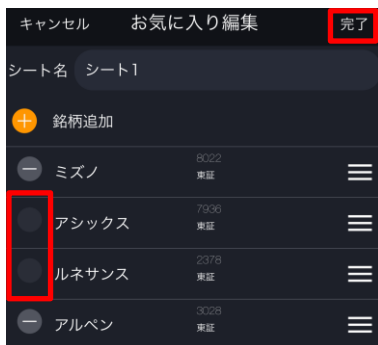 キャンセル お気に入り編集 完了
シート名 シート1
銘柄追加
ミズノ 8022 東証
アシックス 7936 東証
ルネサンス 2378 東証
アルペン 3028 東証